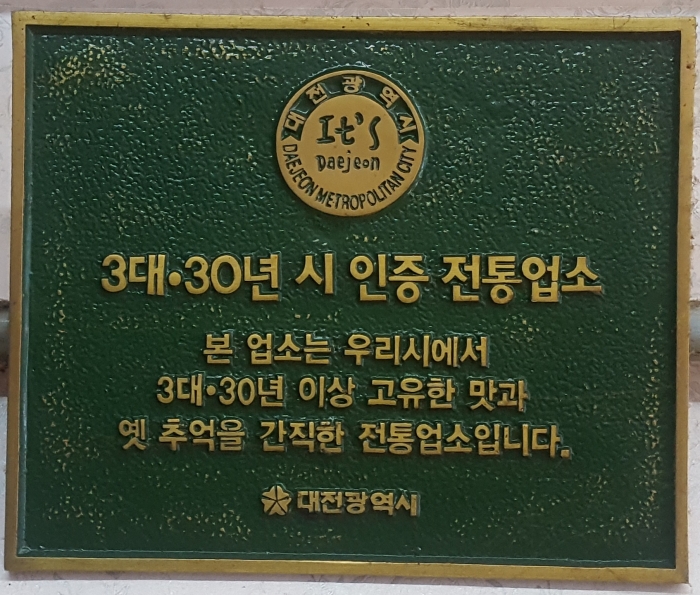 대전광역시
It's
Daejeon
DAEJEON METROPOLITAN CITY
3대·30년 시 인증 전통업소
본 업소는 우리시에서
3대·30년 이상 고유한 맛과
옛 추억을 간직한 전통업소입니다.
대전광역시